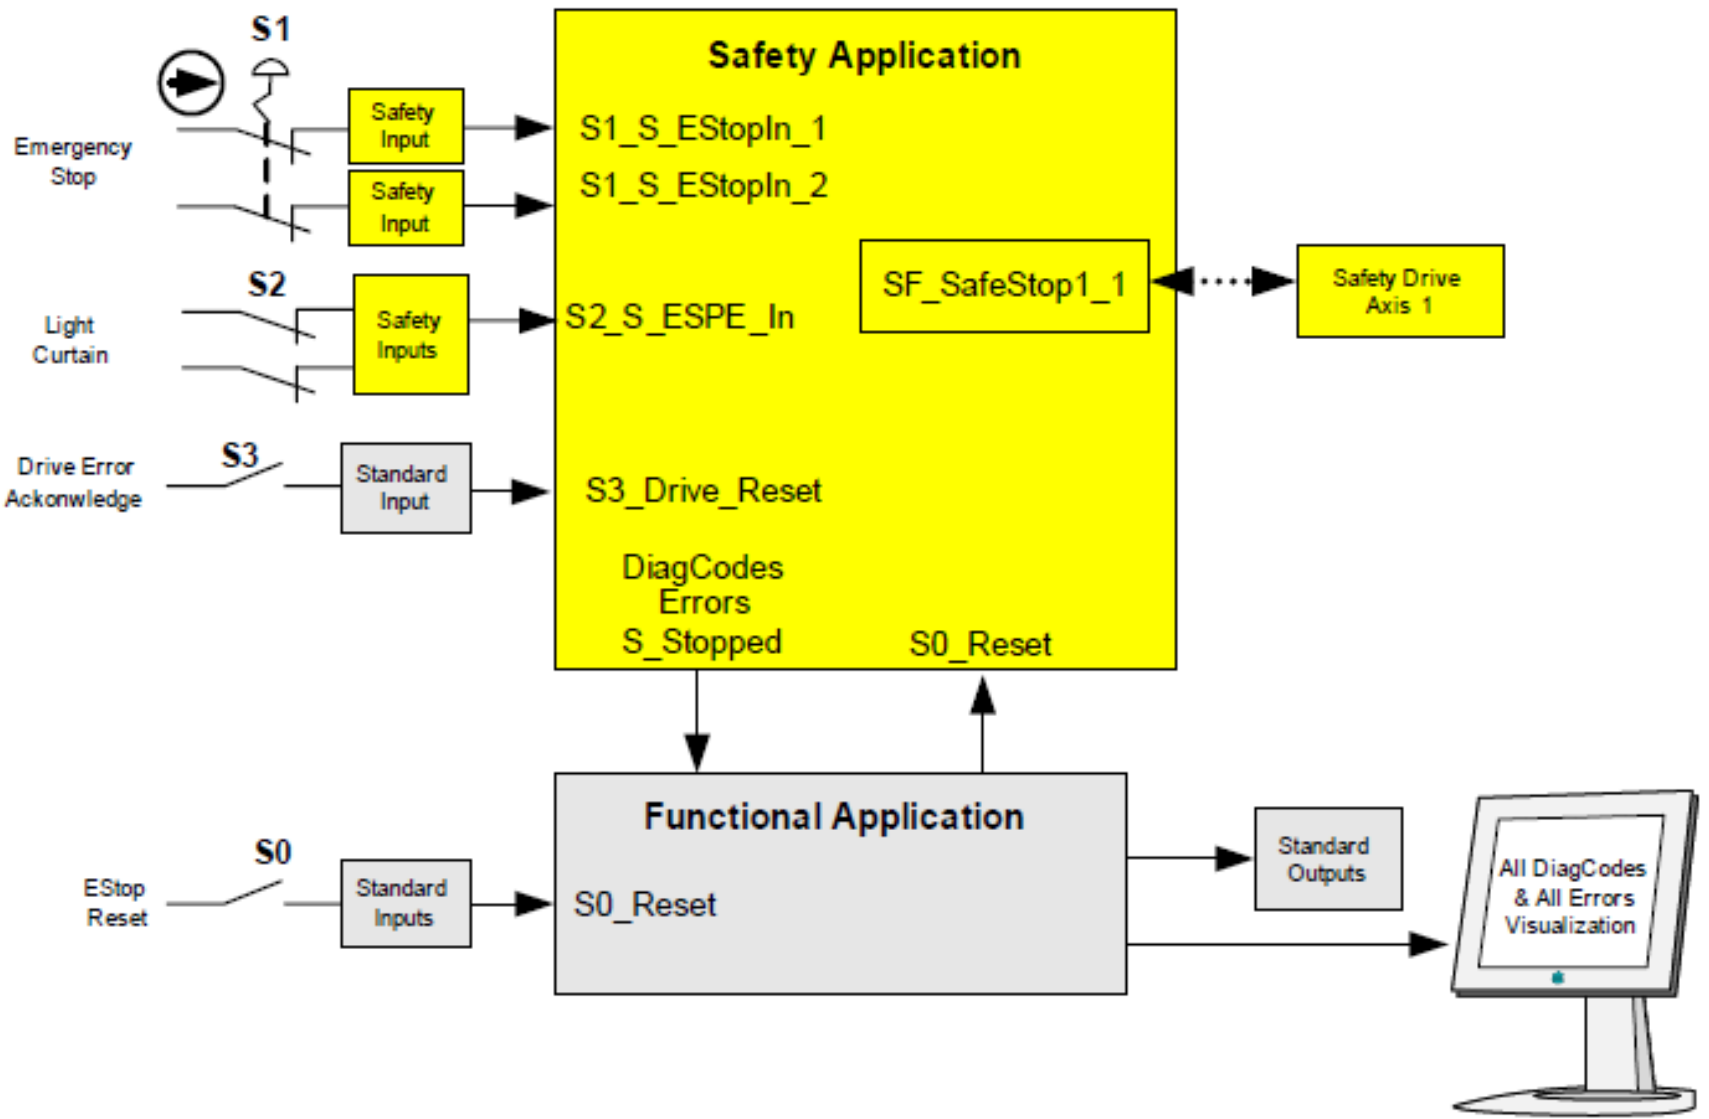 S1
Safety Application
Safety
Input
S1_S_EStopIn_1
Emergency
Stop
Safety
Input
S1_S_EStopIn_2
S2
SF_SafeStop1_1
Safety Drive
Axis 1
Light
Curtain
Safety
Inputs
S2_S_ESPE_In
Drive Error
Ackonwledge
S3
Standard
Input
S3_Drive_Reset
DiagCodes
Errors
S_Stopped
S0_Reset
Functional Application
EStop
Reset
S0
Standard
Inputs
S0_Reset
Standard
Outputs
All DiagCodes
& All Errors
Visualization